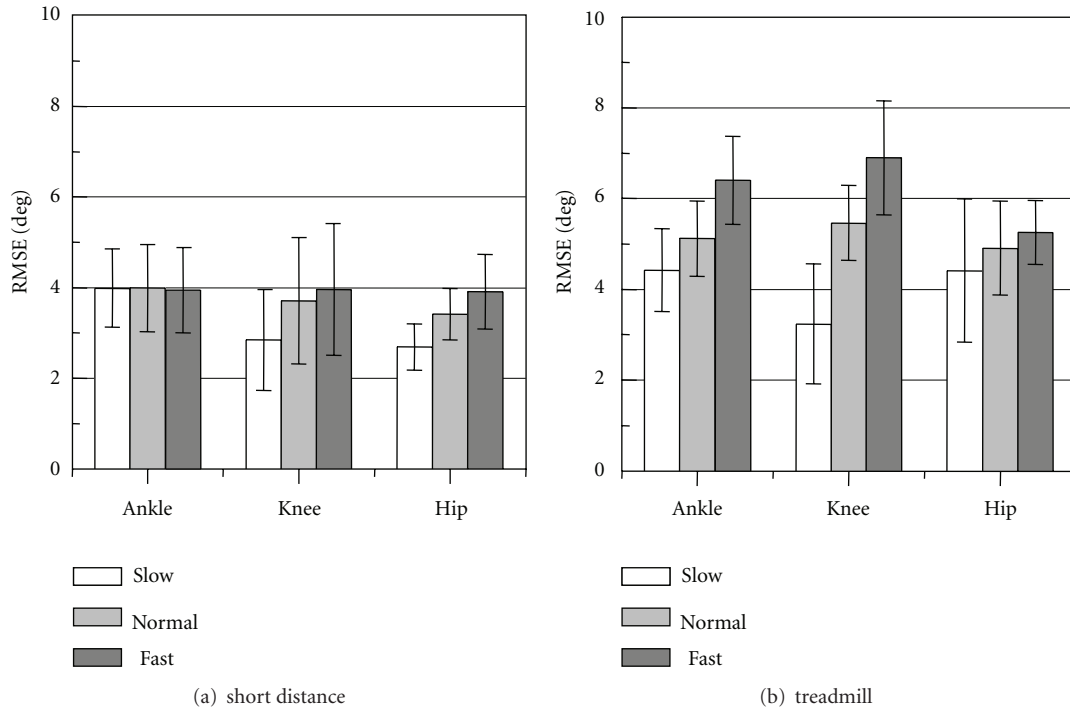 10
8
6
4
2
0
RMSE (deg)
Ankle Knee Hip
Slow
Normal
Fast
(a) short distance
10
8
6
4
2
0
RMSE (deg)
Ankle Knee Hip
Slow
Normal
Fast
(b) treadmill